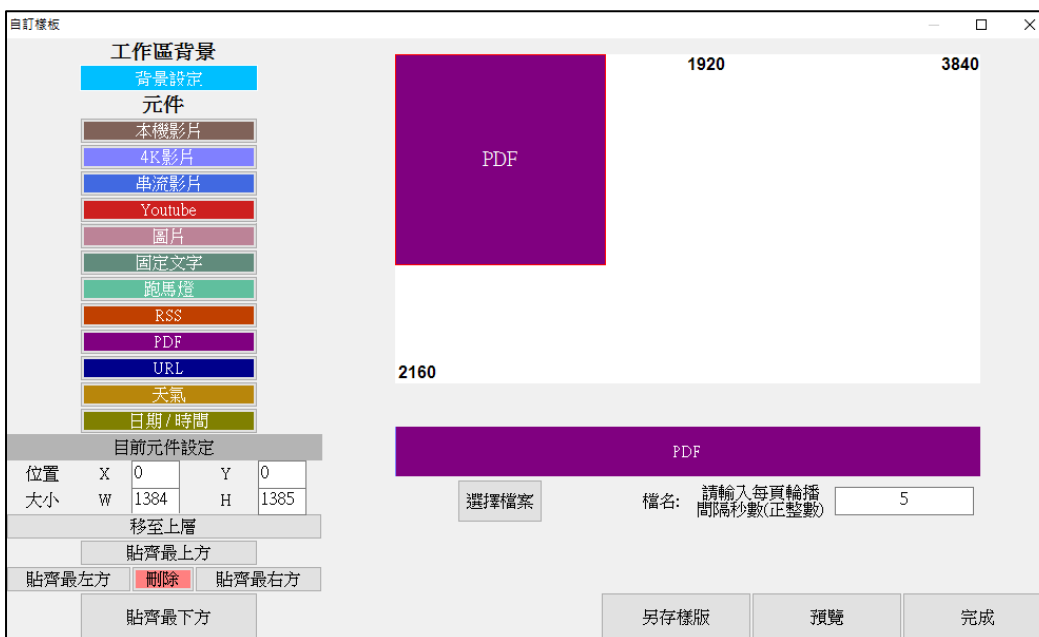 自訂樣板
工作區背景
背景設定
元件
本機影片
4K影片
串流影片
Youtube
圖片
固定文字
跑馬燈
RSS
PDF
URL
天氣
日期/時間
目前元件設定
位置 X 0 Y 0
大小 W 1384 H 1385
移至上層
貼齊最上方
貼齊最左方 刪除 貼齊最右方
貼齊最下方
1920 3840
PDF
2160
PDF
選擇檔案 檔名: 請輸入每頁輪播
間隔秒數(正整數) 5
另存樣版 預覽 完成